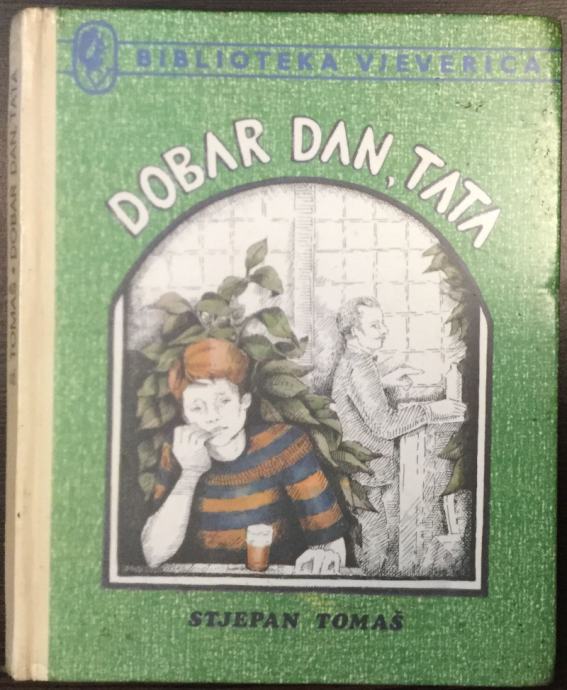 BIBLIOTEKA VJEVERICA
DOBAR DAN, TATA
STJEPAN TOMAŠ
S. TOMAŠ • DOBAR DAN, TATA